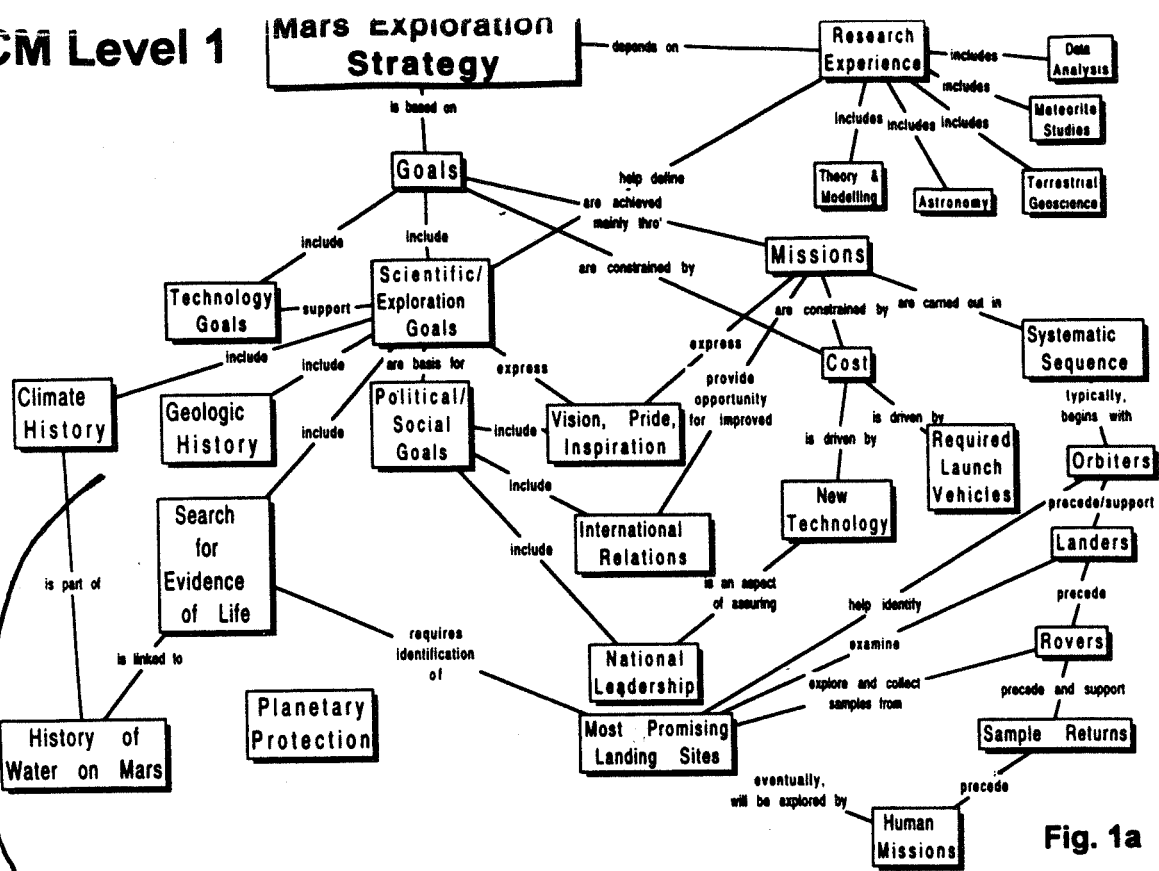 CM Level 1
Mars Exploration
Strategy
depends on
Research
Experience
includes
Data
Analysis
includes
Meteorite
Studies
includes
includes
includes
Theory &
Modelling
Astronomy
Terrestrial
Geoscience
is based on
Goals
help define
are achieved
mainly thro'
include
include
are constrained by
Missions
Technology
Goals
support
Scientific/
Exploration
Goals
are constrained by
are carried out in
Systematic
Sequence
include
include
are basis for
express
express
Cost
provide
opportunity
for improved
typically,
begins with
Climate
History
Geologic
History
include
Political/
Social
Goals
include
Vision, Pride,
Inspiration
is driven by
is driven by
Required
Launch
Vehicles
Orbiters
include
International
Relations
New
Technology
precede/support
Landers
Search
for
Evidence
of Life
include
is an aspect
of assuring
is part of
help identify
precede
examine
Rovers
requires
identification
of
is linked to
National
Leadership
explore and collect
samples from
precede and support
Planetary
Protection
Most Promising
Landing Sites
Sample Returns
History of
Water on Mars
eventually,
will be explored by
precede
Human
Missions
Fig. 1a